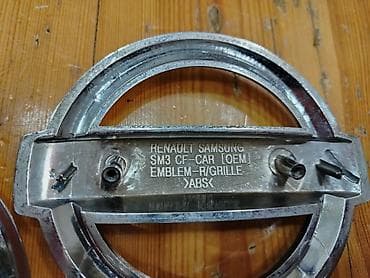 RENAULT SAMSUNG
SM3 CF-CAR [OEM]
EMBLEM-R/GRILLE
>ABS<